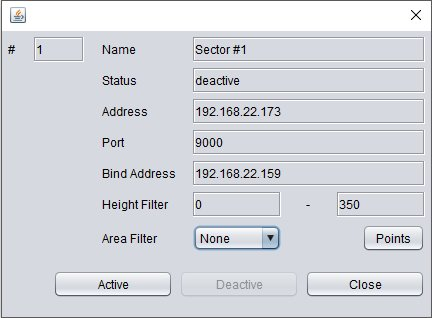 # 1 Name Sector #1
Status deactive
Address 192.168.22.173
Port 9000
Bind Address 192.168.22.159
Height Filter 0 - 350
Area Filter None Points
Active Deactive Close